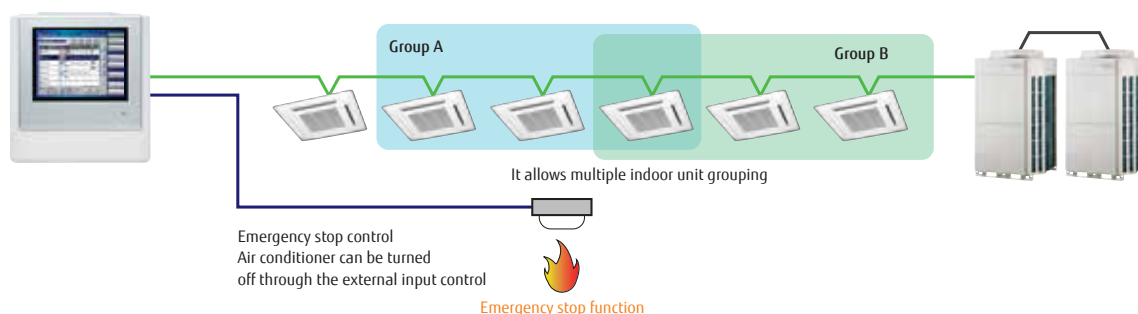 Group A
Group B
It allows multiple indoor unit grouping
Emergency stop control
Air conditioner can be turned
off through the external input control
Emergency stop function